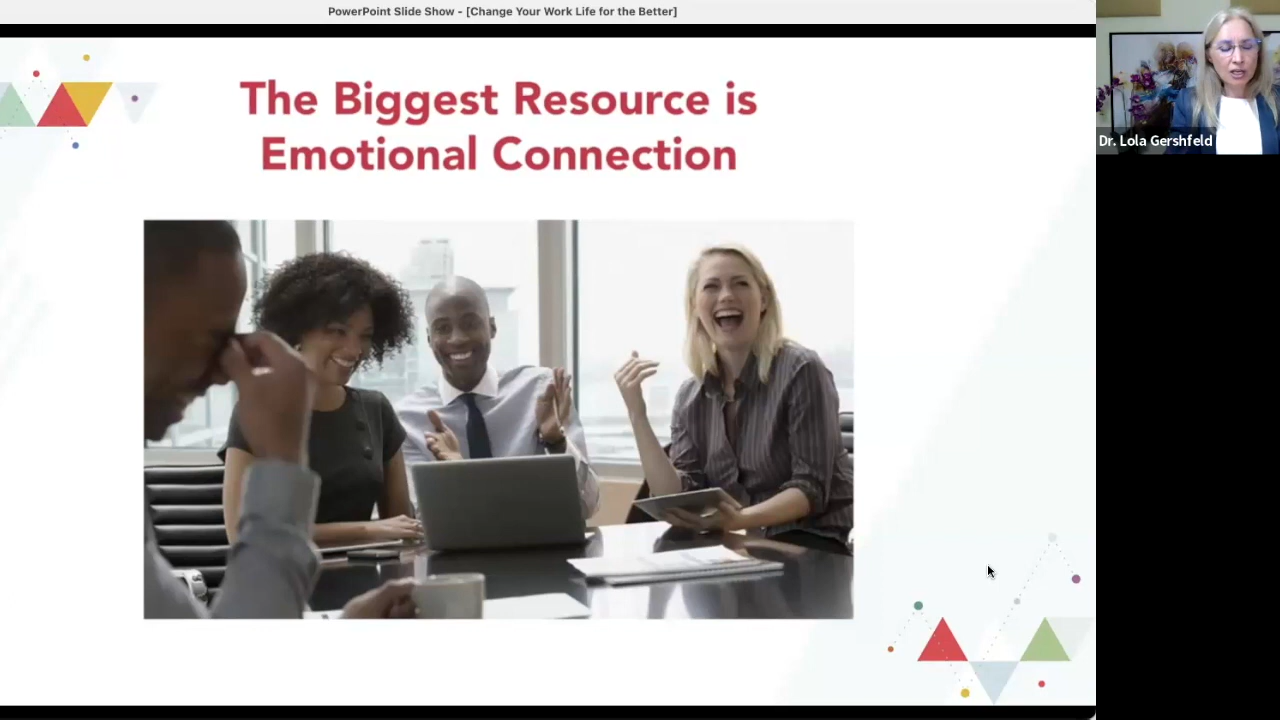 PowerPoint Slide Show - [Change Your Work Life for the Better]
The Biggest Resource is
Emotional Connection
Dr. Lola Gershfeld